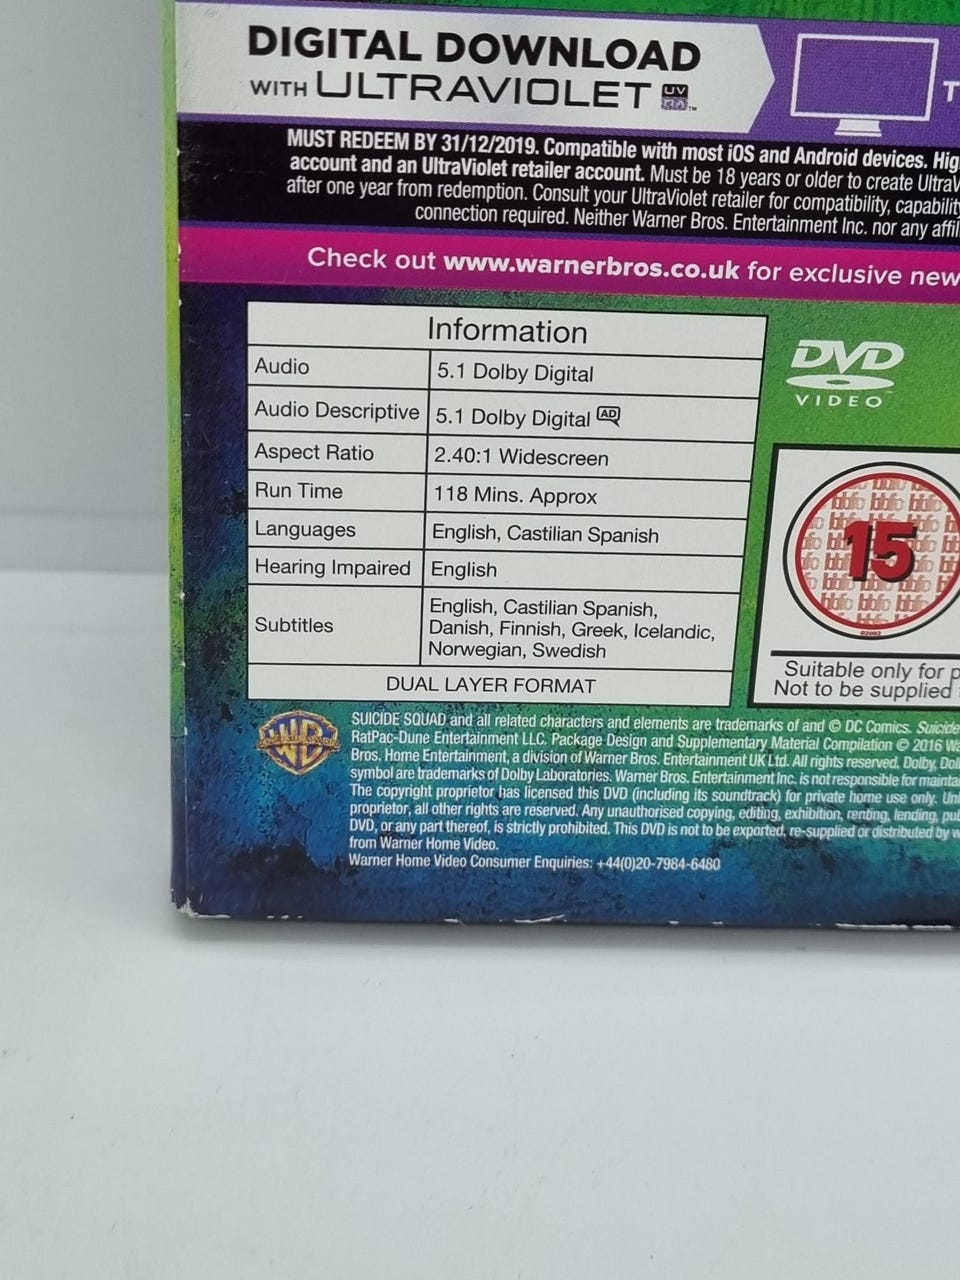 DIGITAL DOWNLOAD
WITH ULTRAVIOLET UV TM
MUST REDEEM BY 31/12/2019. Compatible with most iOS and Android devices.
account and an UltraViolet retailer account. Must be 18 years or older to create
after one year from redemption. Consult your UltraViolet retailer for compatibility,
connection required. Neither Warner Bros. Entertainment Inc. nor any
Check out www.warnerbros.co.uk for exclusive
Information
Audio 5.1 Dolby Digital
Audio Descriptive 5.1 Dolby Digital AD
Aspect Ratio 2.40:1 Widescreen
Run Time 118 Mins. Approx
Languages English, Castilian Spanish
Hearing Impaired English
Subtitles English, Castilian Spanish,
Danish, Finnish, Greek, Icelandic,
Norwegian, Swedish
DUAL LAYER FORMAT
DVD
VIDEO
15
Suitable only for
Not to be supplied
WB
SUICIDE SQUAD and all related characters and elements are trademarks of and © DC Comics. Suicide
RatPac-Dune Entertainment LLC. Package Design and Supplementary Material Compilation © 2016
Bros. Home Entertainment, a division of Warner Bros. Entertainment UK Ltd. All rights reserved. Dolby,
symbol are trademarks of Dolby Laboratories. Warner Bros. Entertainment Inc. is not responsible for
The copyright proprietor has licensed this DVD (including its soundtrack) for private home use only.
proprietor, all other rights are reserved. Any unauthorised copying, editing, exhibition, renting, lending,
DVD, or any part thereof, is strictly prohibited. This DVD is not to be exported, re-supplied or distributed by
from Warner Home Video.
Warner Home Video Consumer Enquiries: +44(0)20-7984-6480